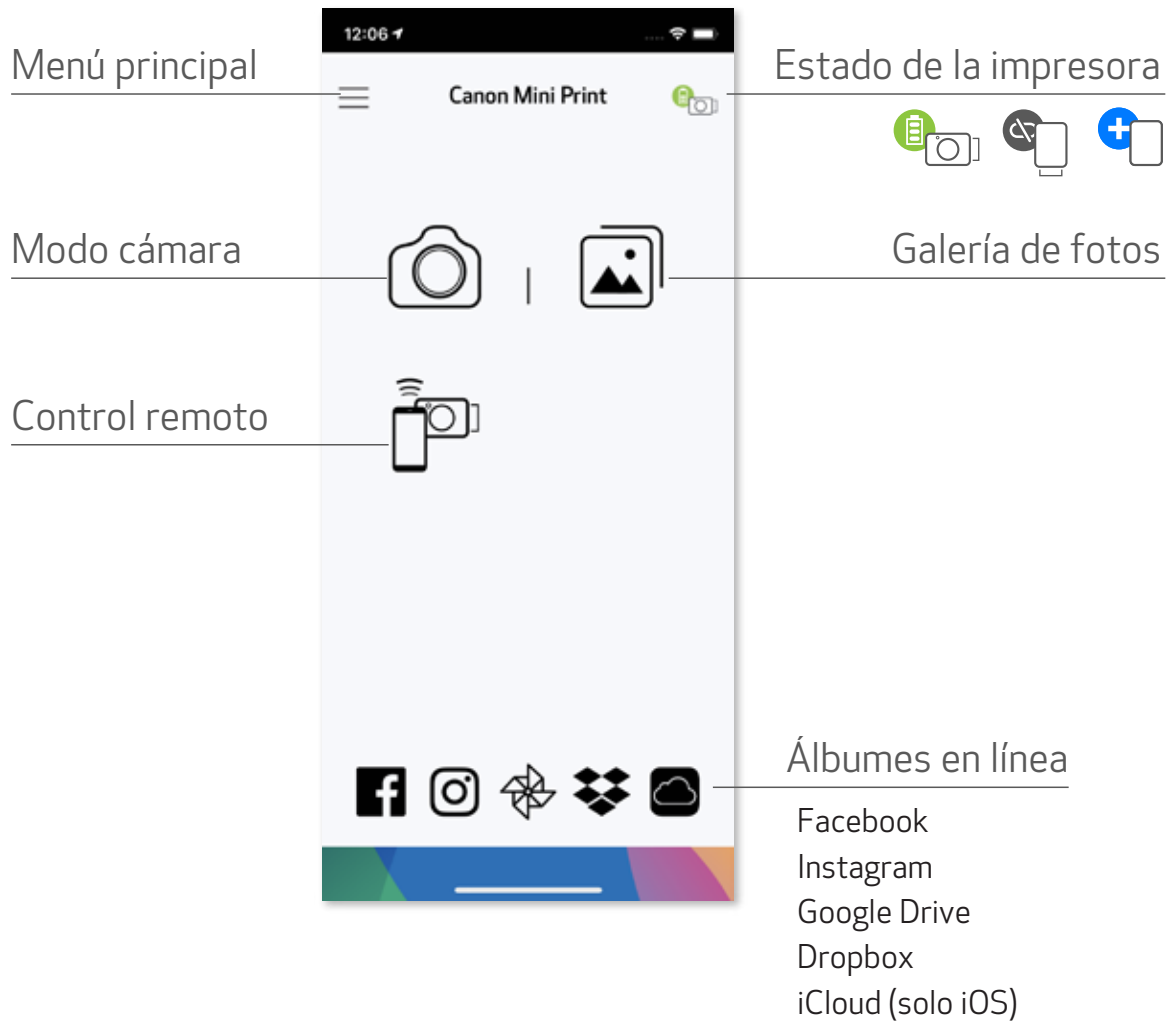 12:06
Menú principal
Canon Mini Print
Estado de la impresora
Modo cámara
Galería de fotos
Control remoto
Álbumes en línea
Facebook
Instagram
Google Drive
Dropbox
iCloud (solo iOS)